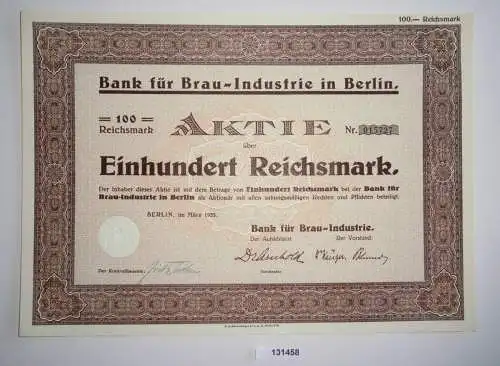 100.— Reichsmark
Bank für Brau-Industrie in Berlin.
100
Reichsmark
AKTIE
Nr. 015727
über
Einhundert Reichsmark.
Der Inhaber dieser Aktie ist mit dem Betrage von Einhundert Reichsmark bei der Bank für
Brau-Industrie in Berlin als Aktionär mit allen satzungsmäßigen Rechten und Pflichten beteiligt.
BERLIN, im März 1925.
Bank für Brau-Industrie.
Der Aufsichtsrat: Der Vorstand:
Der Kontrollbeamte:
131458